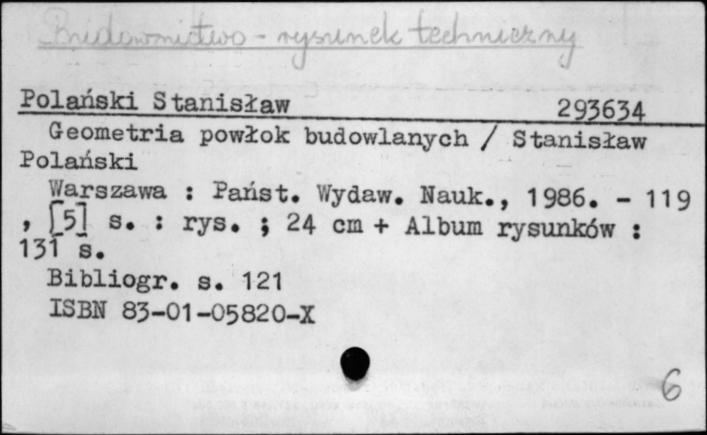 Budownictwo - rysunek techniczny
Polański Stanisław 293634
Geometria powłok budowlanych / Stanisław
Polański
Warszawa : Państ. Wydaw. Nauk., 1986. - 119
, [5] s. : rys. ; 24 cm + Album rysunków :
131 s.
Bibliogr. s. 121
ISBN 83-01-05820-X
6